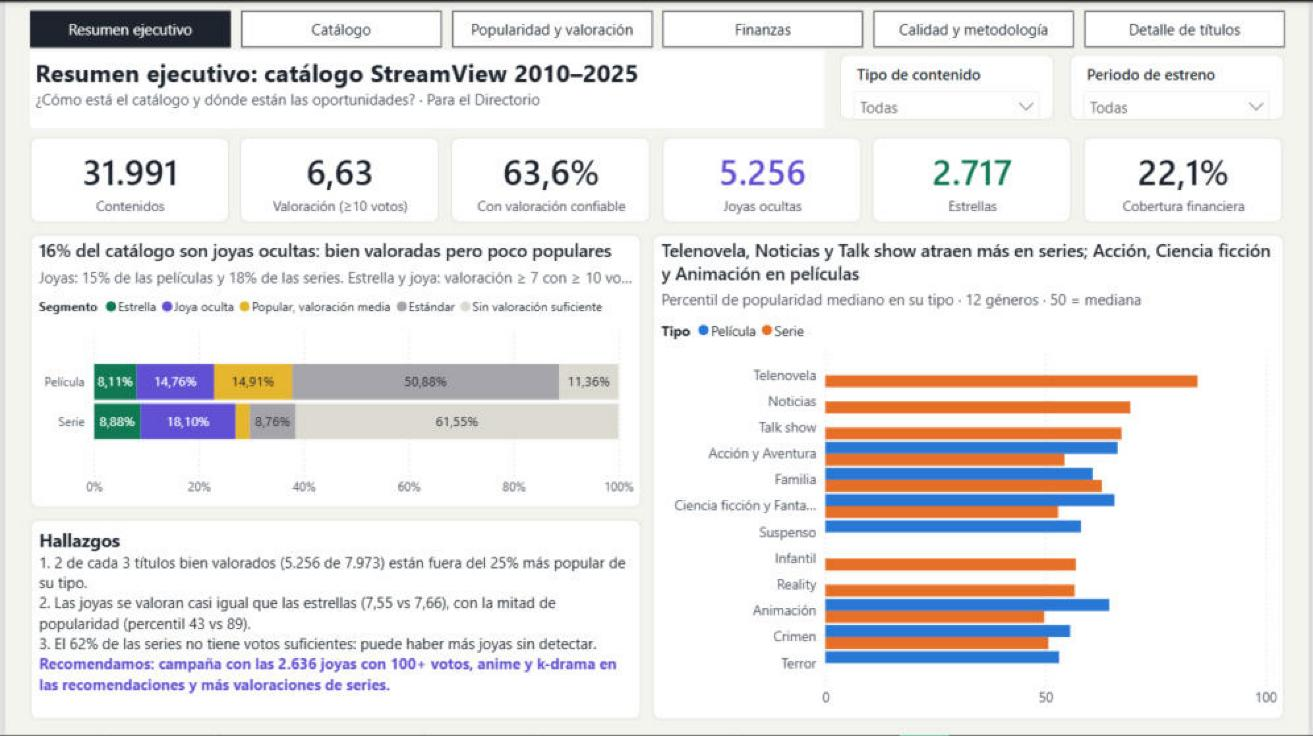 Resumen ejecutivo
Catálogo
Popularidad y valoración
Finanzas
Calidad y metodología
Detalle de títulos
Resumen ejecutivo: catálogo StreamView 2010–2025
¿Cómo está el catálogo y dónde están las oportunidades? · Para el Directorio
Tipo de contenido
Todas
Periodo de estreno
Todas
31.991
Contenidos
6,63
Valoración (≥10 votos)
63,6%
Con valoración confiable
5.256
Joyas ocultas
2.717
Estrellas
22,1%
Cobertura financiera
16% del catálogo son joyas ocultas: bien valoradas pero poco populares
Joyas: 15% de las películas y 18% de las series. Estrella y joya: valoración ≥ 7 con ≥ 10 vo...
Segmento Estrella Joya oculta Popular, valoración media Estándar Sin valoración suficiente
Película 8,11% 14,76% 14,91% 50,88% 11,36%
Serie 8,88% 18,10% 8,76% 61,55%
0% 20% 40% 60% 80% 100%
Hallazgos
1. 2 de cada 3 títulos bien valorados (5.256 de 7.973) están fuera del 25% más popular de
su tipo.
2. Las joyas se valoran casi igual que las estrellas (7,55 vs 7,66), con la mitad de
popularidad (percentil 43 vs 89).
3. El 62% de las series no tiene votos suficientes: puede haber más joyas sin detectar.
Recomendamos: campaña con las 2.636 joyas con 100+ votos, anime y k-drama en
las recomendaciones y más valoraciones de series.
Telenovela, Noticias y Talk show atraen más en series; Acción, Ciencia ficción
y Animación en películas
Percentil de popularidad mediano en su tipo · 12 géneros · 50 = mediana
Tipo Película Serie
Telenovela
Noticias
Talk show
Acción y Aventura
Familia
Ciencia ficción y Fanta...
Suspenso
Infantil
Reality
Animación
Crimen
Terror
0 50 100